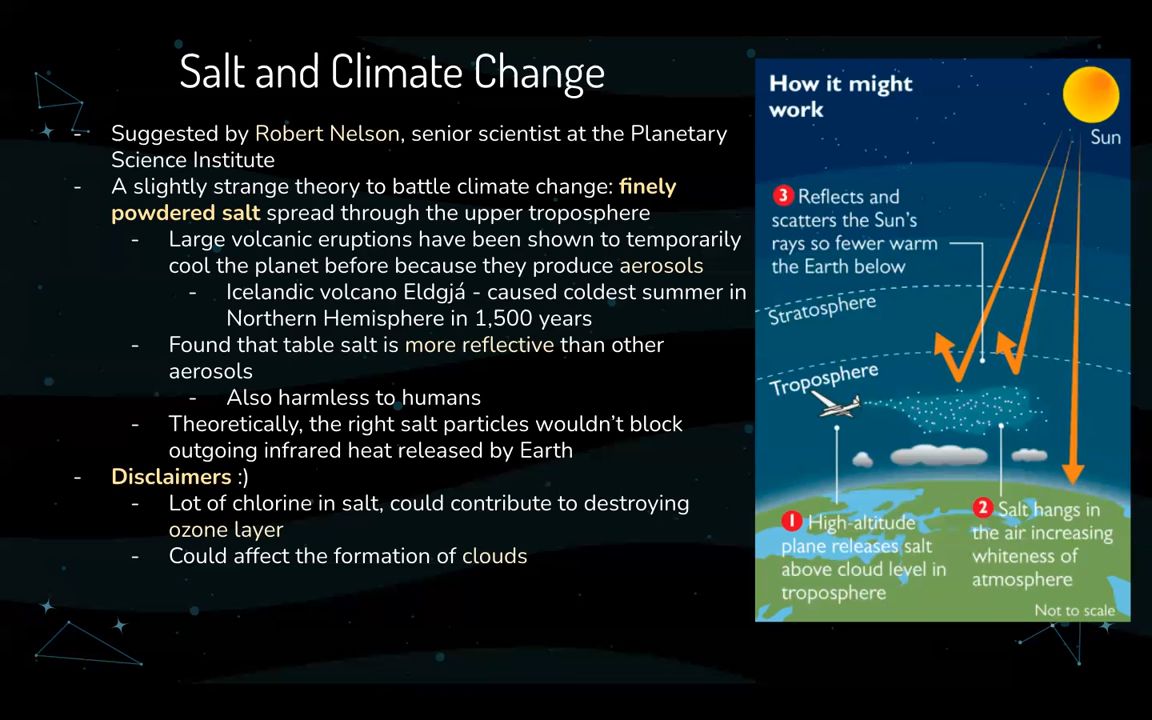 Salt and Climate Change
- Suggested by Robert Nelson, senior scientist at the Planetary
Science Institute
- A slightly strange theory to battle climate change: finely
powdered salt spread through the upper troposphere
- Large volcanic eruptions have been shown to temporarily
cool the planet before because they produce aerosols
- Icelandic volcano Eldgjá - caused coldest summer in
Northern Hemisphere in 1,500 years
- Found that table salt is more reflective than other
aerosols
- Also harmless to humans
- Theoretically, the right salt particles wouldn't block
outgoing infrared heat released by Earth
- Disclaimers :)
- Lot of chlorine in salt, could contribute to destroying
ozone layer
- Could affect the formation of clouds
How it might
work
Sun
3 Reflects and
scatters the Sun's
rays so fewer warm
the Earth below
Stratosphere
Troposphere
1 High-altitude
plane releases salt
above cloud level in
troposphere
2 Salt hangs in
the air increasing
whiteness of
atmosphere
Not to scale